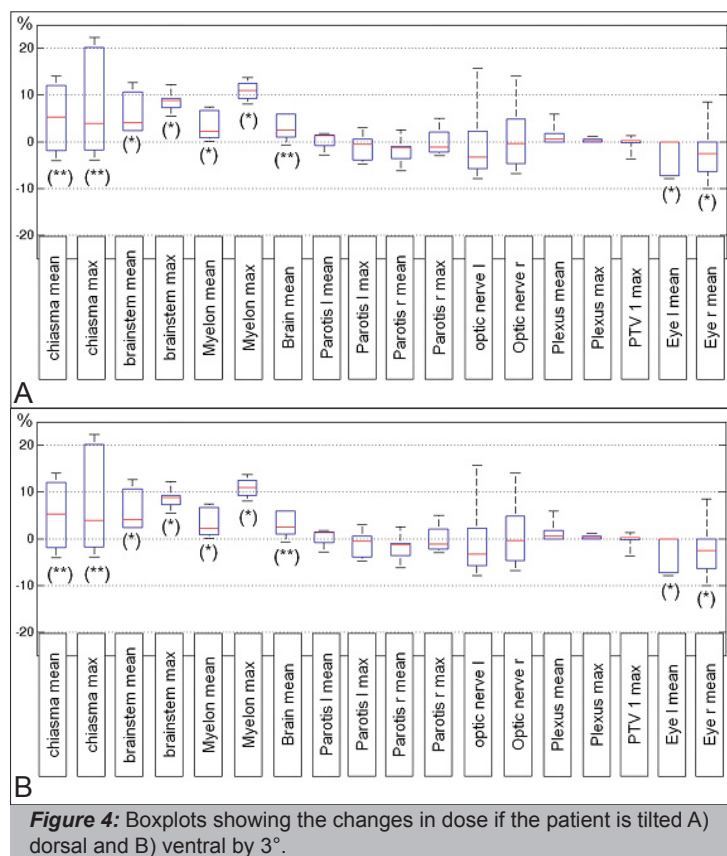 %
20
10
0
-10
-20
(**)
(**)
(*)
(*)
(*)
(*)
(**)
(*)
(*)
chiasma mean
chiasma max
brainstem mean
brainstem max
Myelon mean
Myelon max
Brain mean
Parotis l mean
Parotis l max
Parotis r mean
Parotis r max
optic nerve l
Optic nerve r
Plexus mean
Plexus max
PTV 1 max
Eye l mean
Eye r mean
A
%
20
10
0
-10
-20
(**)
(**)
(*)
(*)
(*)
(*)
(**)
(*)
(*)
chiasma mean
chiasma max
brainstem mean
brainstem max
Myelon mean
Myelon max
Brain mean
Parotis l mean
Parotis l max
Parotis r mean
Parotis r max
optic nerve l
Optic nerve r
Plexus mean
Plexus max
PTV 1 max
Eye l mean
Eye r mean
B
Figure 4: Boxplots showing the changes in dose if the patient is tilted A)
dorsal and B) ventral by 3°.